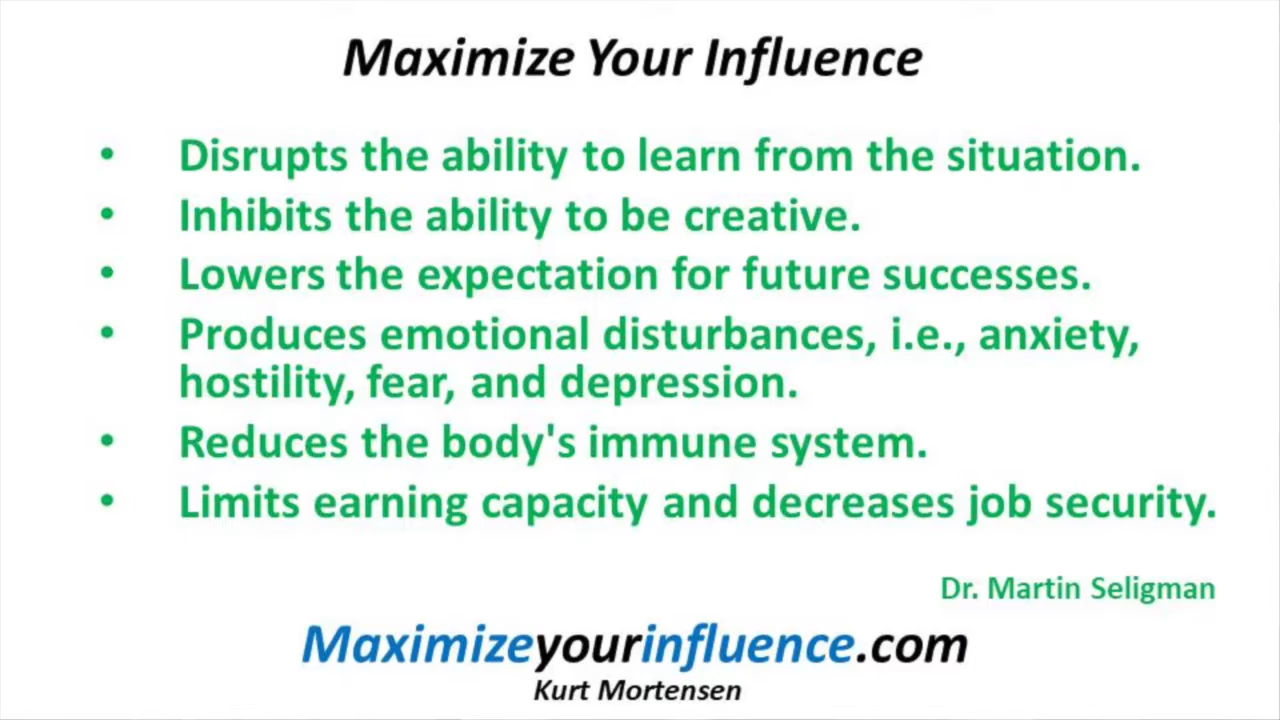 Maximize Your Influence
• Disrupts the ability to learn from the situation.
• Inhibits the ability to be creative.
• Lowers the expectation for future successes.
• Produces emotional disturbances, i.e., anxiety,
hostility, fear, and depression.
• Reduces the body's immune system.
• Limits earning capacity and decreases job security.
Dr. Martin Seligman
Maximizeyourinfluence.com
Kurt Mortensen